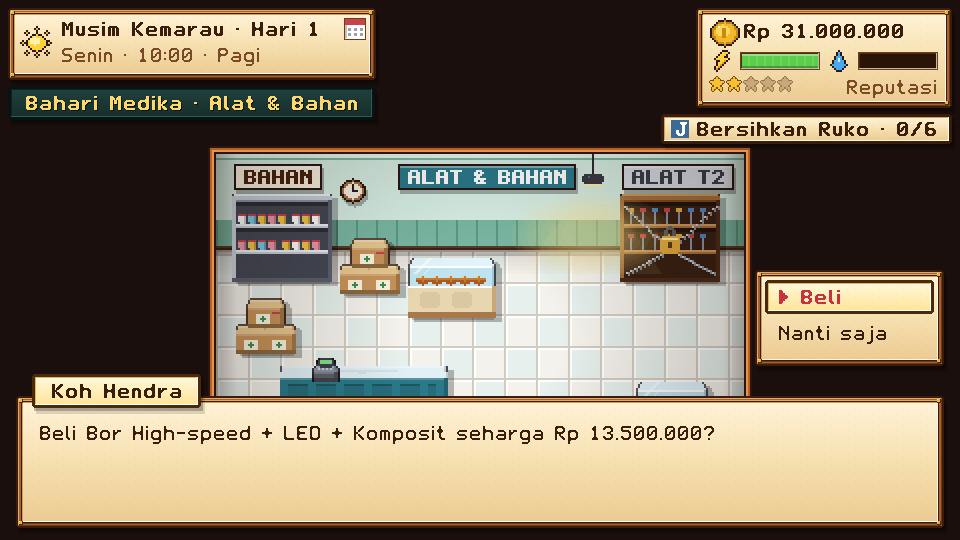 Musim Kemarau · Hari 1
Senin · 10:00 · Pagi
Rp 31.000.000
Reputasi
Bahari Medika · Alat & Bahan
J Bersihkan Ruko · 0/6
BAHAN
ALAT & BAHAN
ALAT T2
Beli
Nanti saja
Koh Hendra
Beli Bor High-speed + LED + Komposit seharga Rp 13.500.000?